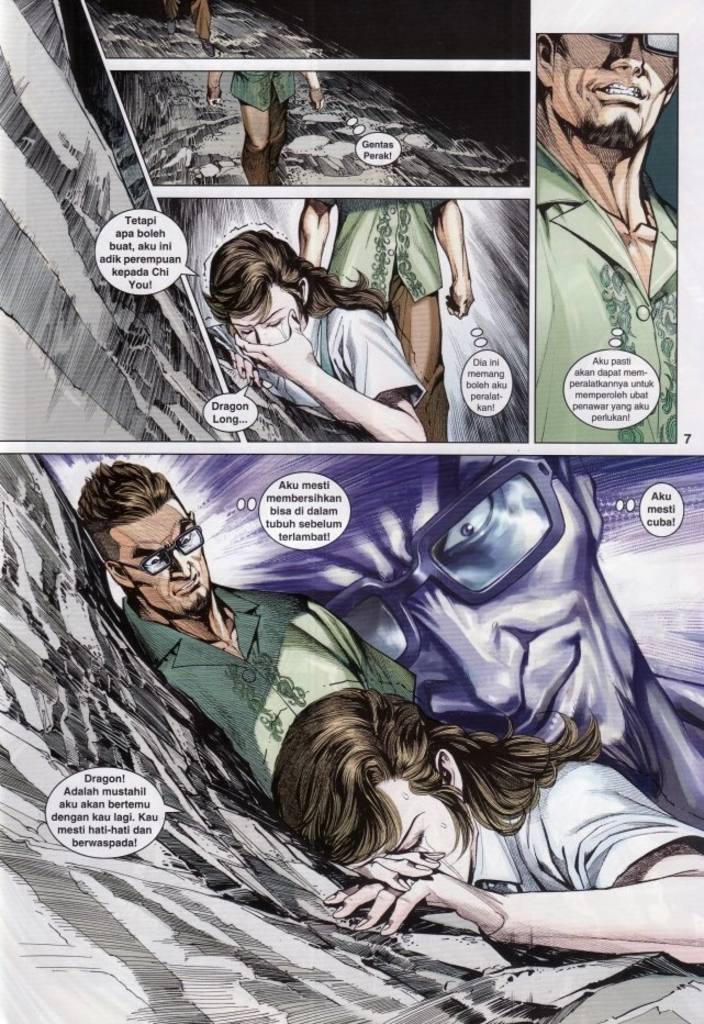 Gentas
Perak!
Tetapi
apa boleh
buat, aku ini
adik perempuan
kepada Chi
You!
Dragon
Long...
Dia ini
memang
boleh aku
peralat-
kan!
Aku pasti
akan dapat mem-
peralatkannya untuk
memperoleh ubat
penawar yang aku
perlukan!
7
Aku mesti
membersihkan
bisa di dalam
tubuh sebelum
terlambat!
Aku
mesti
cuba!
Dragon!
Adalah mustahil
aku akan bertemu
dengan kau lagi. Kau
mesti hati-hati dan
berwaspada!